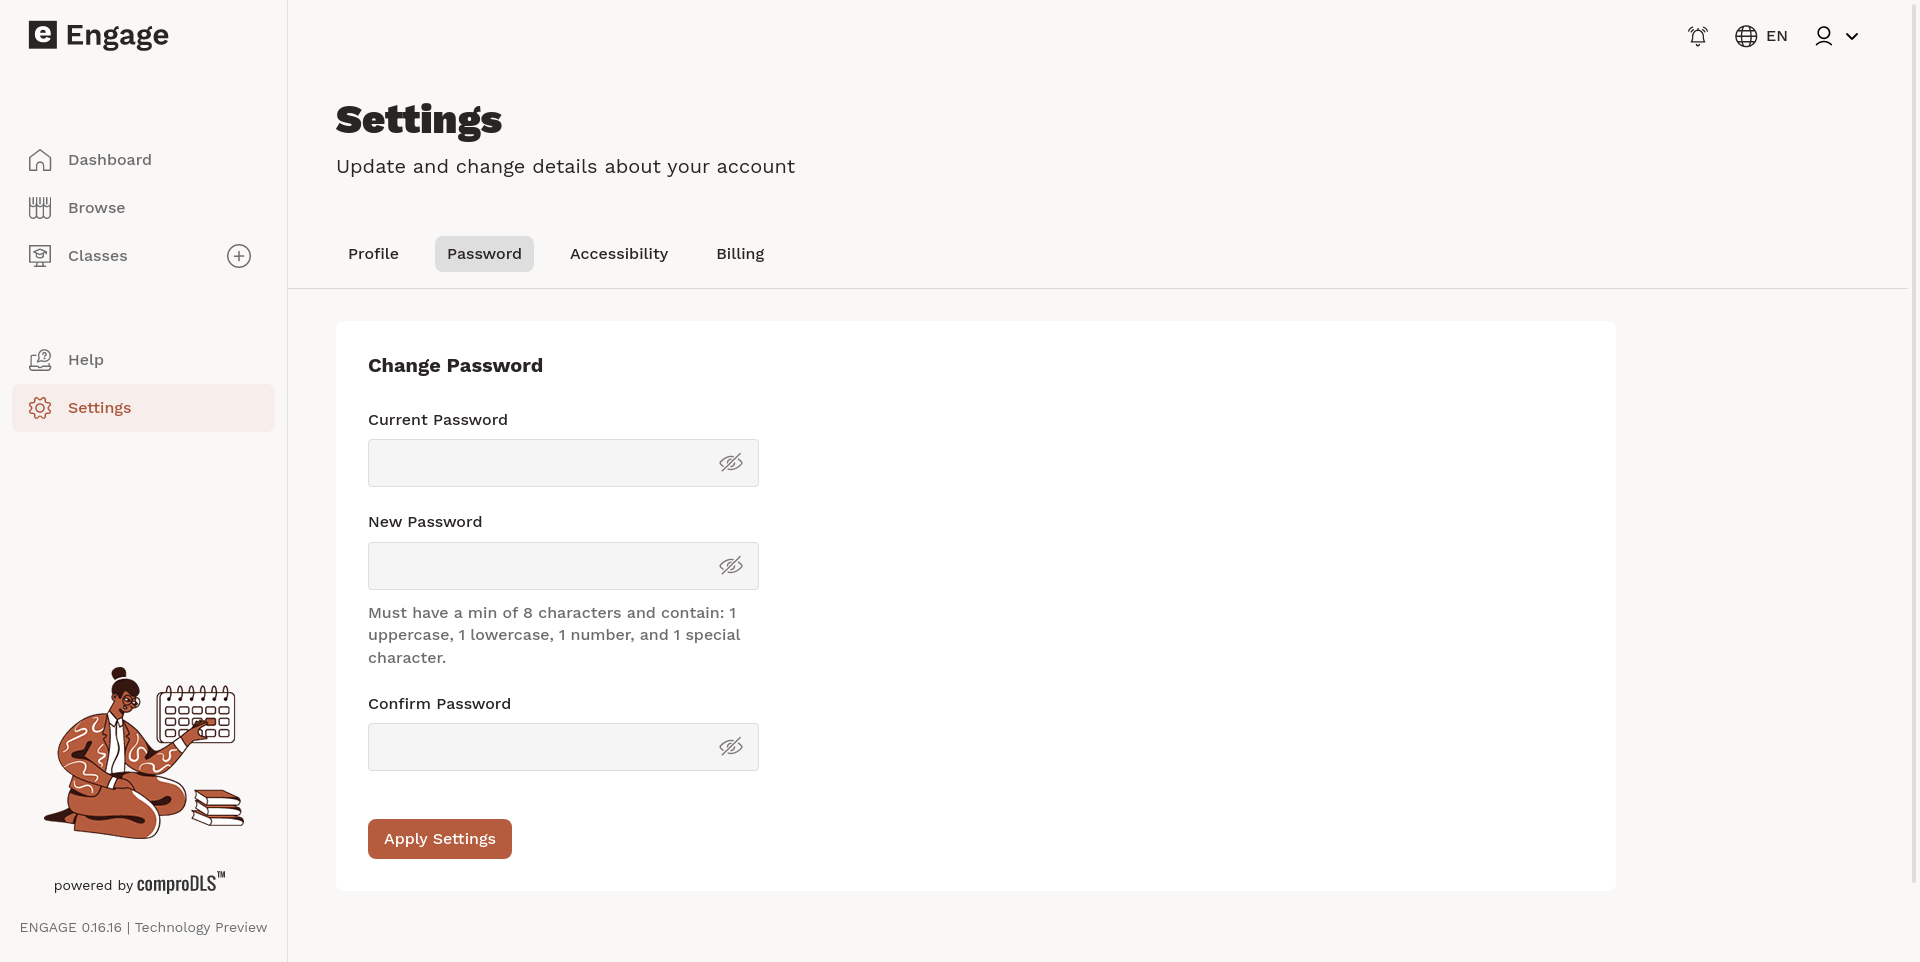 e Engage
EN
Settings
Update and change details about your account
Dashboard
Browse
Classes
Help
Settings
Profile
Password
Accessibility
Billing
Change Password
Current Password
New Password
Must have a min of 8 characters and contain: 1
uppercase, 1 lowercase, 1 number, and 1 special
character.
Confirm Password
Apply Settings
powered by comproDLS™
ENGAGE 0.16.16 | Technology Preview